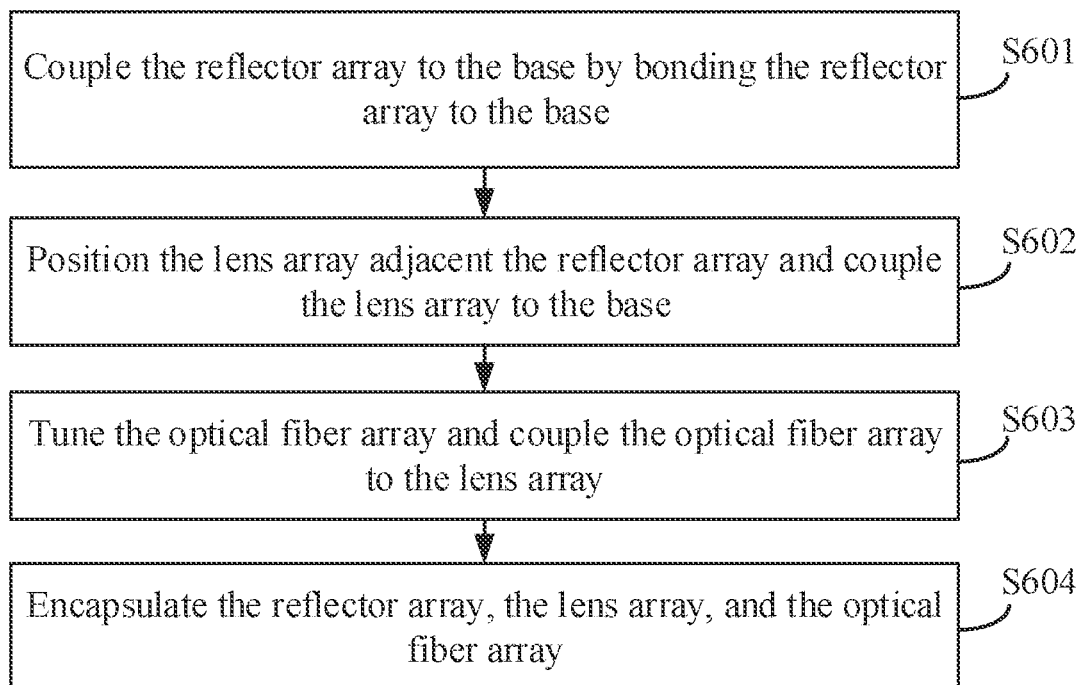 Couple the reflector array to the base by bonding the reflector
array to the base
S601
Position the lens array adjacent the reflector array and couple
the lens array to the base
S602
Tune the optical fiber array and couple the optical fiber array
to the lens array
S603
Encapsulate the reflector array, the lens array, and the optical
fiber array
S604